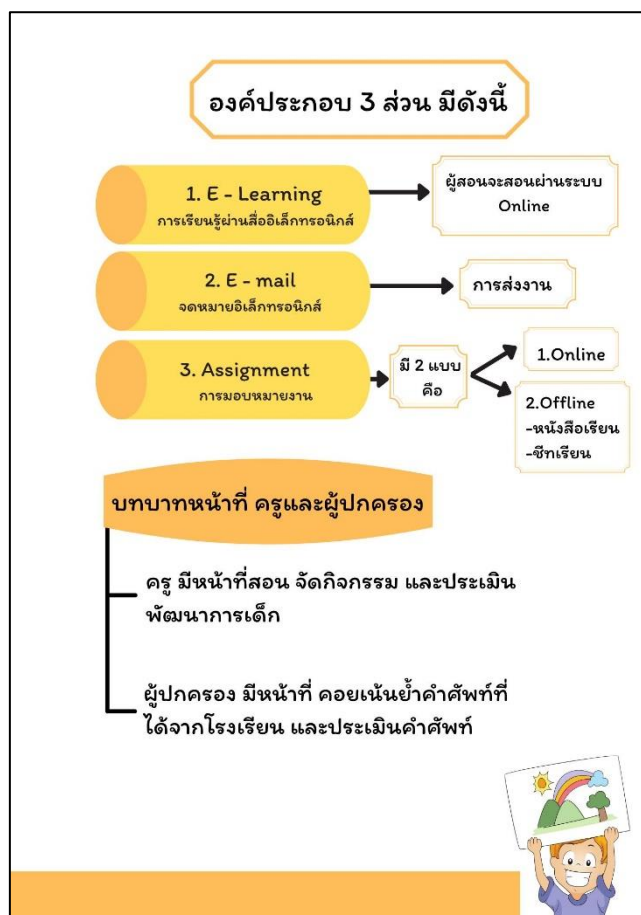 องค์ประกอบ 3 ส่วน มีดังนี้
1. E - Learning
การเรียนรู้ผ่านสื่ออิเล็กทรอนิกส์
ผู้สอนจะสอนผ่านระบบ
Online
2. E - mail
จดหมายอิเล็กทรอนิกส์
การส่งงาน
3. Assignment
การมอบหมายงาน
มี 2 แบบ
คือ
1.Online
2.Offline
-หนังสือเรียน
-ชีทเรียน
บทบาทหน้าที่ ครูและผู้ปกครอง
ครู มีหน้าที่สอน จัดกิจกรรม และประเมิน
พัฒนาการเด็ก
ผู้ปกครอง มีหน้าที่ คอยเน้นย้ำคำศัพท์ที่
ได้จากโรงเรียน และประเมินคำศัพท์